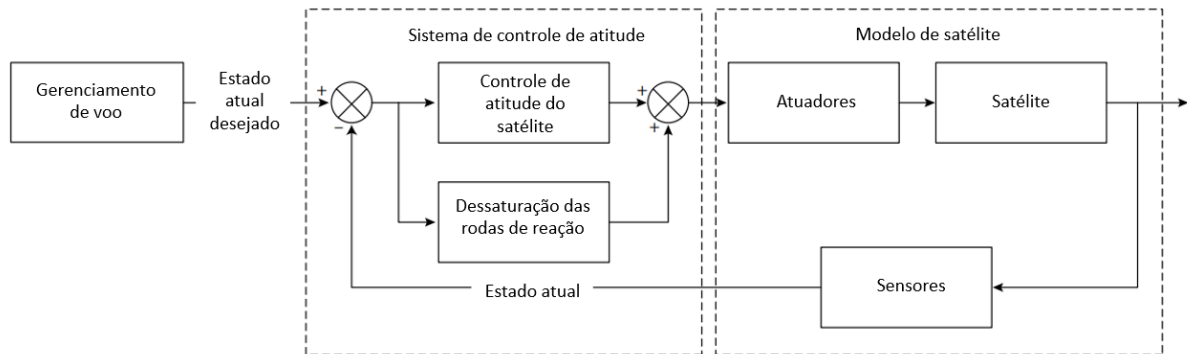 Sistema de controle de atitude
Modelo de satélite
Gerenciamento
de voo
Estado
atual
desejado
+
−
Controle de
atitude do
satélite
+
+
Atuadores
Satélite
Dessaturação das
rodas de reação
Estado atual
Sensores